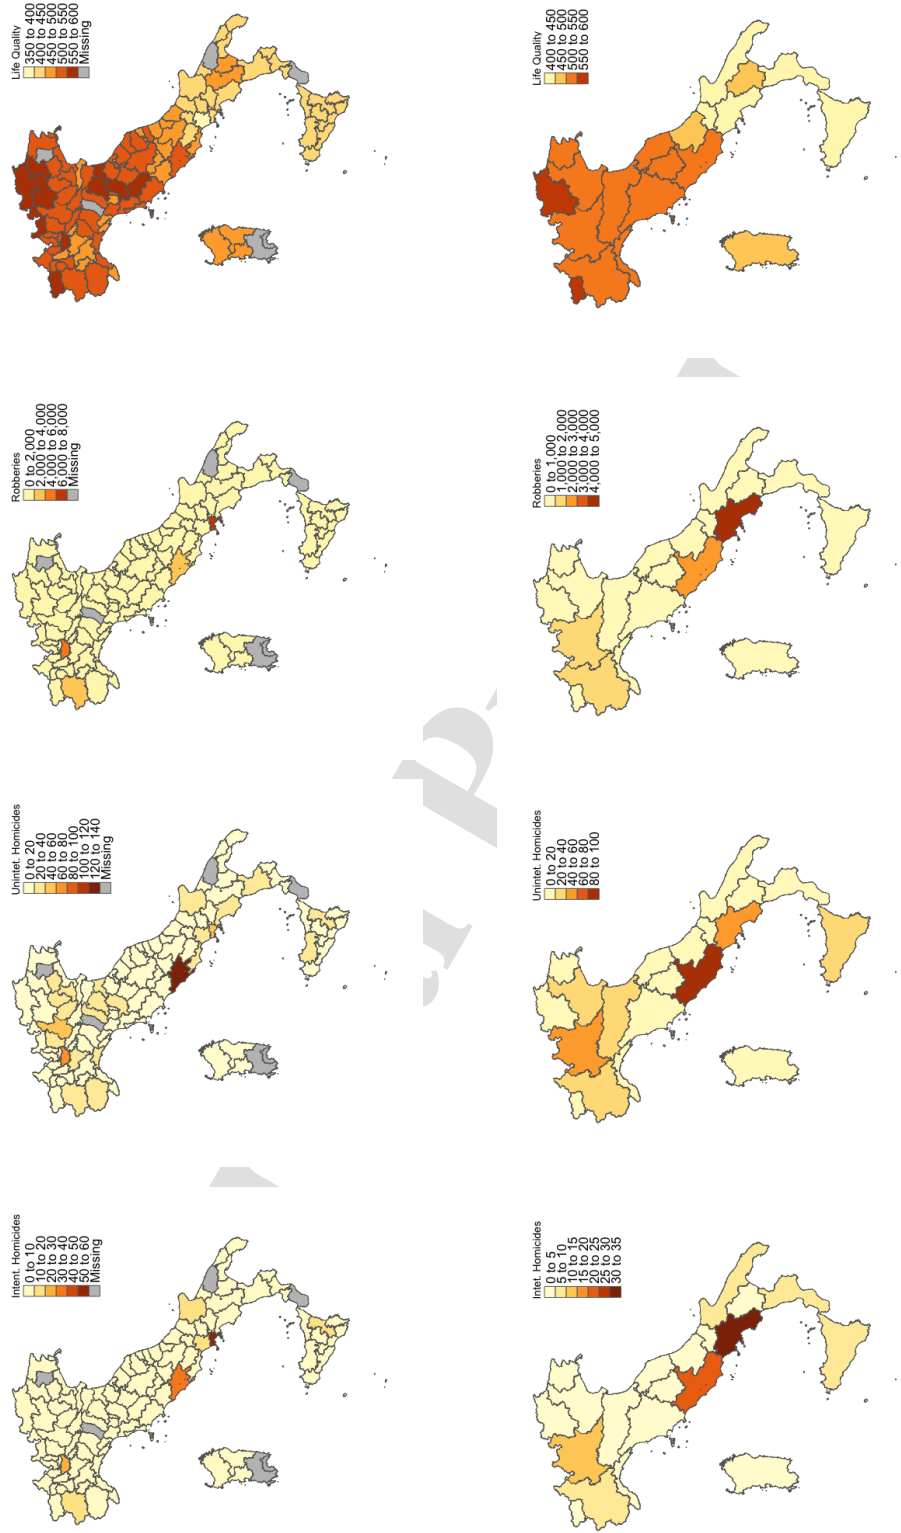 Intent. Homicides
0 to 10
10 to 20
20 to 30
30 to 40
40 to 50
50 to 60
Missing
Unintet. Homicides
0 to 20
20 to 40
40 to 60
60 to 80
80 to 100
100 to 120
120 to 140
Missing
Robberies
0 to 2,000
2,000 to 4,000
4,000 to 6,000
6,000 to 8,000
Missing
Life Quality
350 to 400
400 to 450
450 to 500
500 to 550
550 to 600
Missing
Intet. Homicides
0 to 5
5 to 10
10 to 15
15 to 20
20 to 25
25 to 30
30 to 35
Unintet. Homicides
0 to 20
20 to 40
40 to 60
60 to 80
80 to 100
Robberies
0 to 1,000
1,000 to 2,000
2,000 to 3,000
3,000 to 4,000
4,000 to 5,000
Life Quality
400 to 450
450 to 500
500 to 550
550 to 600